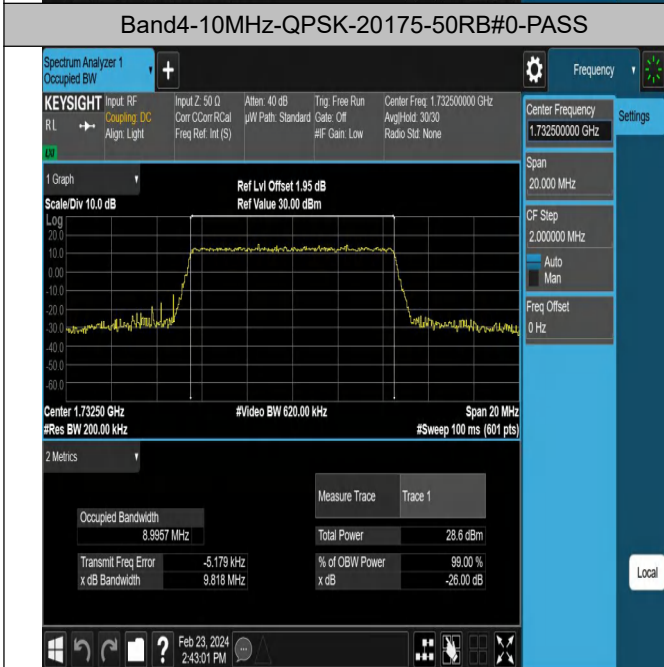 Band4-10MHz-QPSK-20175-50RB#0-PASS
Spectrum Analyzer 1
Occupied BW
+
Frequency
KEYSIGHT
RL
LXI
Input: RF
Coupling: DC
Align: Light
Input Z: 50 Ω
Corr CCorr RCal
Freq Ref: Int (S)
Atten: 40 dB
µW Path: Standard
Trig: Free Run
Gate: Off
#IF Gain: Low
Center Freq: 1.732500000 GHz
Avg|Hold: 30/30
Radio Std: None
Center Frequency
1.732500000 GHz
Settings
Span
20.000 MHz
CF Step
2.000000 MHz
Auto
Man
Freq Offset
0 Hz
1 Graph
Scale/Div 10.0 dB
Ref Lvl Offset 1.95 dB
Ref Value 30.00 dBm
Log
20.0
10.0
0.00
-10.0
-20.0
-30.0
-40.0
-50.0
-60.0
Center 1.73250 GHz
#Video BW 620.00 kHz
Span 20 MHz
#Res BW 200.00 kHz
#Sweep 100 ms (601 pts)
2 Metrics
Measure Trace Trace 1
Occupied Bandwidth
8.9957 MHz
Total Power 28.6 dBm
Transmit Freq Error -5.179 kHz
% of OBW Power 99.00 %
x dB Bandwidth 9.818 MHz
x dB -26.00 dB
Local
?
Feb 23, 2024
2:43:01 PM